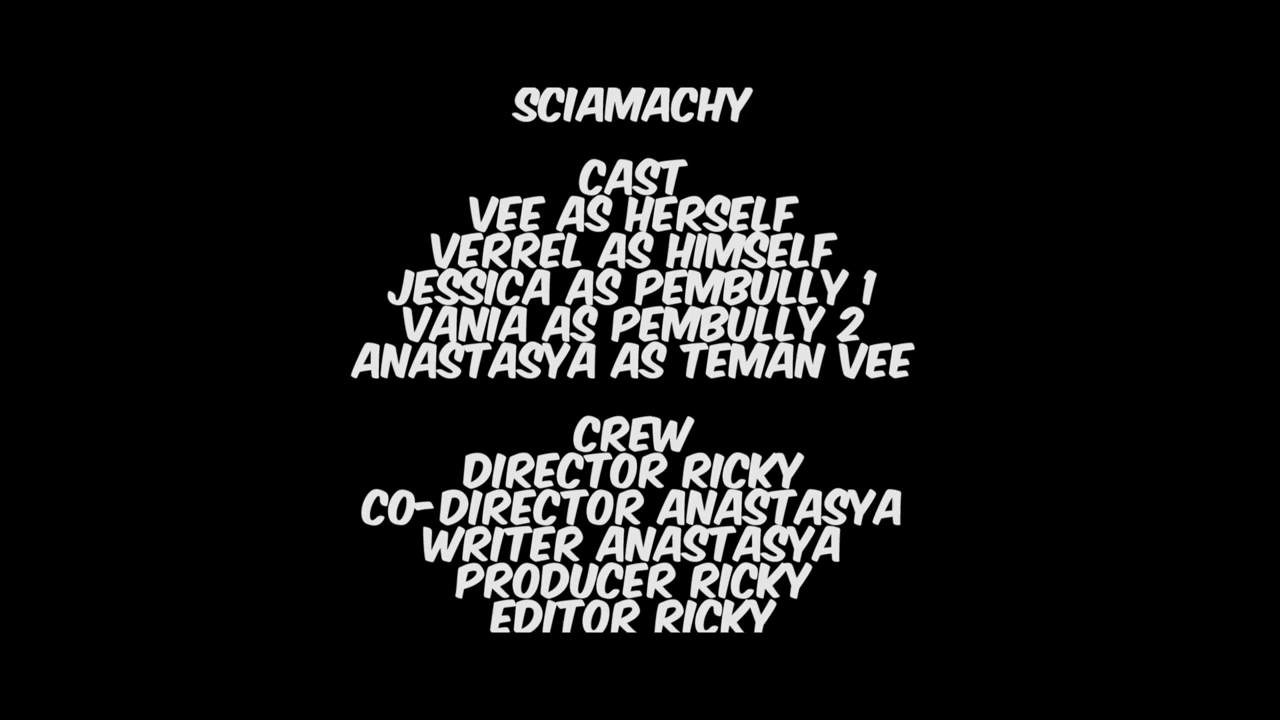 SCIAMACHY
CAST
VEE AS HERSELF
VERREL AS HIMSELF
JESSICA AS PEMBULLY 1
VANIA AS PEMBULLY 2
ANASTASYA AS TEMAN VEE
CREW
DIRECTOR RICKY
CO-DIRECTOR ANASTASYA
WRITER ANASTASYA
PRODUCER RICKY
EDITOR RICKY